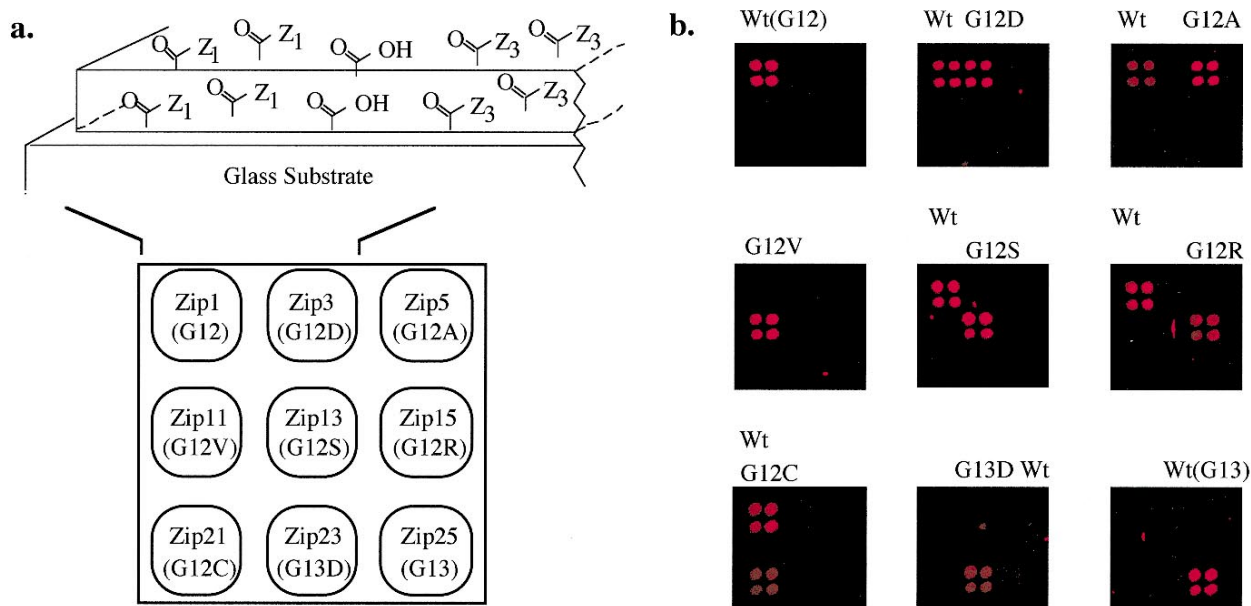 a.
O Z1 O Z1 O OH O Z3 O Z3
O Z1 O Z1 O OH O Z3 O Z3
Glass Substrate
Zip1 Zip3 Zip5
(G12) (G12D) (G12A)
Zip11 Zip13 Zip15
(G12V) (G12S) (G12R)
Zip21 Zip23 Zip25
(G12C) (G13D) (G13)
b.
Wt(G12) Wt G12D Wt G12A
Wt Wt
G12V G12S G12R
Wt
G12C G13D Wt Wt(G13)